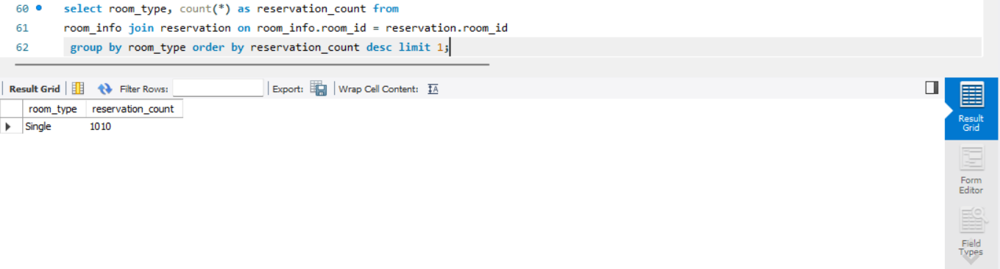 60 select room_type, count(*) as reservation_count from
61 room_info join reservation on room_info.room_id = reservation.room_id
62 group by room_type order by reservation_count desc limit 1;
Result Grid Filter Rows: Export: Wrap Cell Content: IA
room_type reservation_count
Single 1010
Result
Grid
Form
Editor
Field
Types